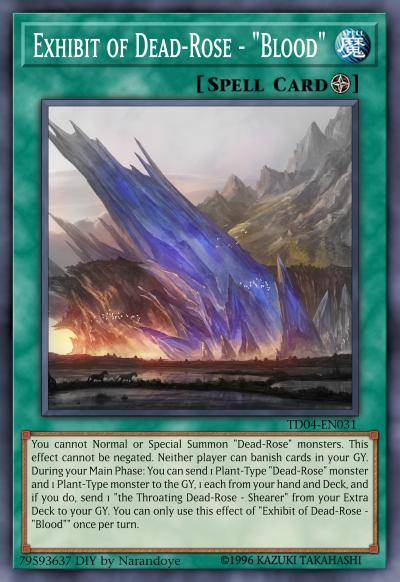 Exhibit of Dead-Rose - "Blood"
SPELL
魔
[Spell Card]
TD04-EN031
You cannot Normal or Special Summon "Dead-Rose" monsters. This
effect cannot be negated. Neither player can banish cards in your GY.
During your Main Phase: You can send 1 Plant-Type "Dead-Rose" monster
and 1 Plant-Type monster to the GY, 1 each from your hand and Deck, and
if you do, send 1 "the Throating Dead-Rose - Shearer" from your Extra
Deck to your GY. You can only use this effect of "Exhibit of Dead-Rose -
"Blood"" once per turn.
79593637 DIY by Narandoye ©1996 KAZUKI TAKAHASHI